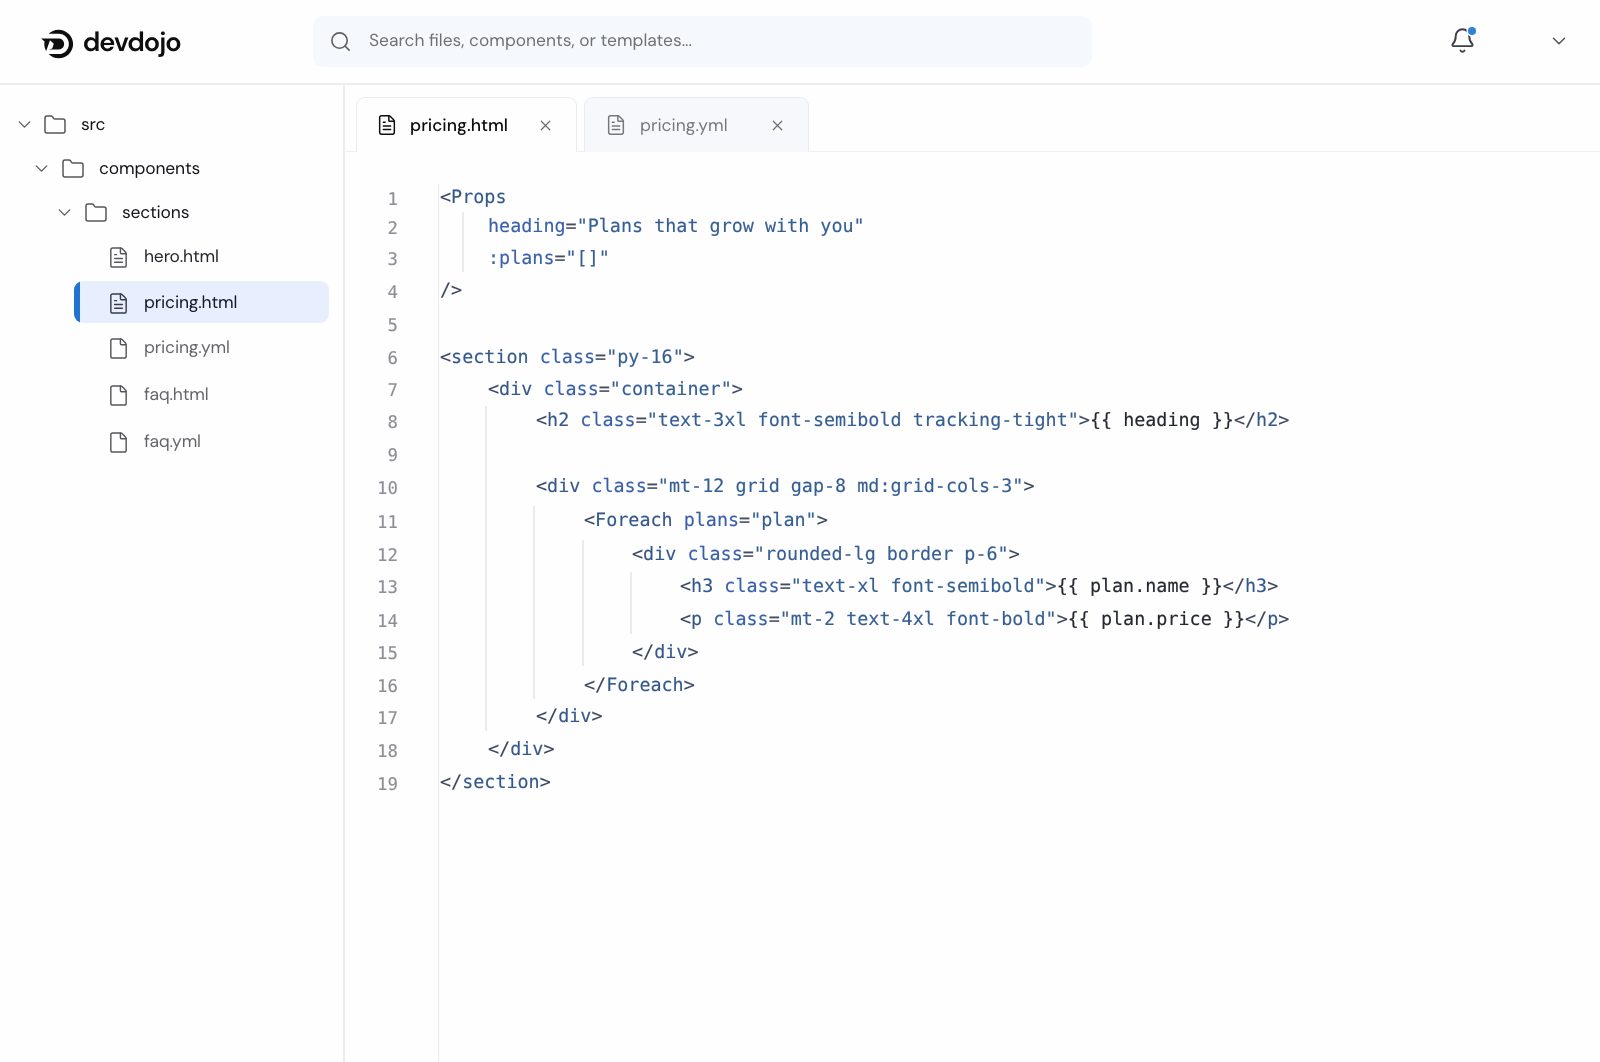 devdojo
Search files, components, or templates...
src
components
sections
hero.html
pricing.html
pricing.yml
faq.html
faq.yml
pricing.html
pricing.yml
1 <Props
2     heading="Plans that grow with you"
3     :plans="[]"
4 />
5
6 <section class="py-16">
7     <div class="container">
8         <h2 class="text-3xl font-semibold tracking-tight">{{ heading }}</h2>
9
10         <div class="mt-12 grid gap-8 md:grid-cols-3">
11             <Foreach plans="plan">
12                 <div class="rounded-lg border p-6">
13                     <h3 class="text-xl font-semibold">{{ plan.name }}</h3>
14                     <p class="mt-2 text-4xl font-bold">{{ plan.price }}</p>
15                 </div>
16             </Foreach>
17         </div>
18     </div>
19 </section>